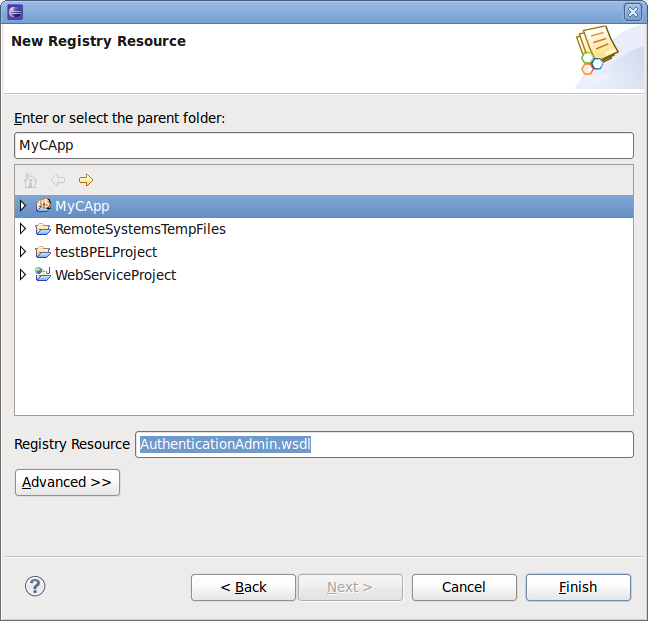 New Registry Resource
Enter or select the parent folder:
MyCApp
MyCApp
RemoteSystemsTempFiles
testBPELProject
WebServiceProject
Registry Resource AuthenticationAdmin.wsdl
Advanced >>
? < Back Next > Cancel Finish